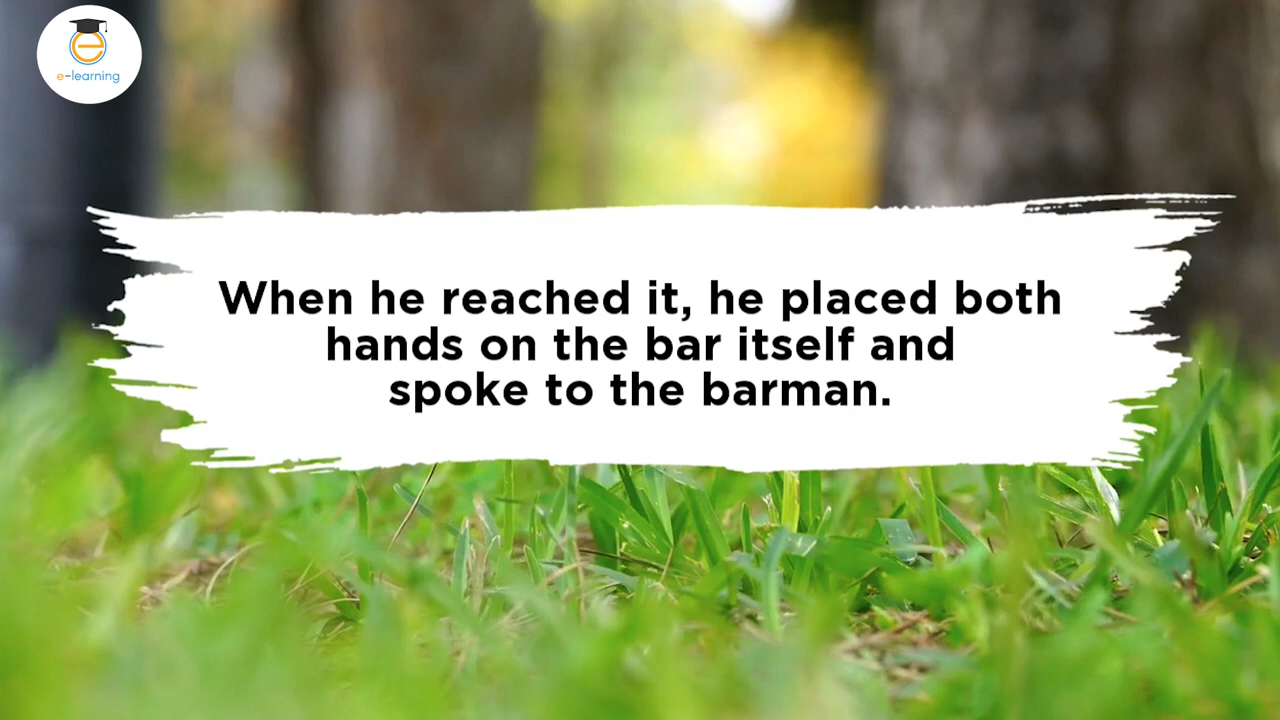 e-learning
When he reached it, he placed both
hands on the bar itself and
spoke to the barman.